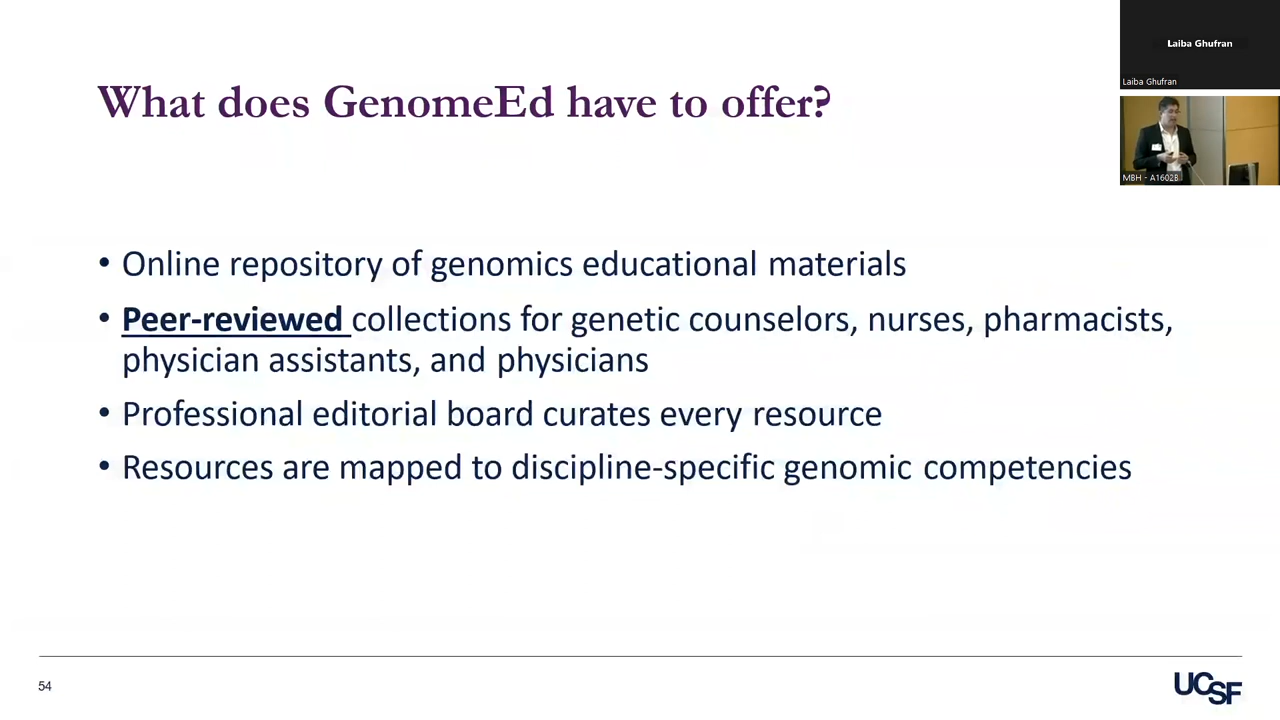 What does GenomeEd have to offer?
Laiba Ghufran
Laiba Ghufran
MBH - A1602B
• Online repository of genomics educational materials
• Peer-reviewed collections for genetic counselors, nurses, pharmacists,
physician assistants, and physicians
• Professional editorial board curates every resource
• Resources are mapped to discipline-specific genomic competencies
54
UCSF